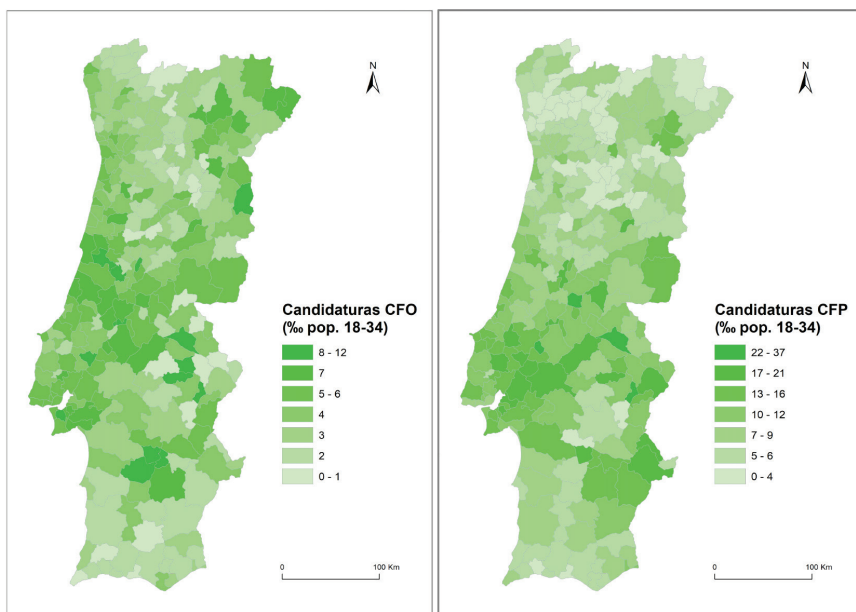 N
Candidaturas CFO
(‰ pop. 18-34)
8 - 12
7
5 - 6
4
3
2
0 - 1
0
100 Km
N
Candidaturas CFP
(‰ pop. 18-34)
22 - 37
17 - 21
13 - 16
10 - 12
7 - 9
5 - 6
0 - 4
0
100 Km